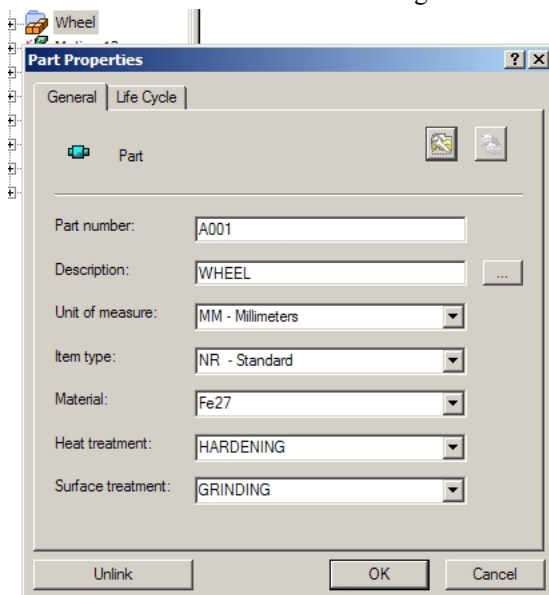 Wheel
Part Properties
General
Life Cycle
Part
Part number:
A001
Description:
WHEEL
...
Unit of measure:
MM - Millimeters
Item type:
NR - Standard
Material:
Fe27
Heat treatment:
HARDENING
Surface treatment:
GRINDING
Unlink
OK
Cancel